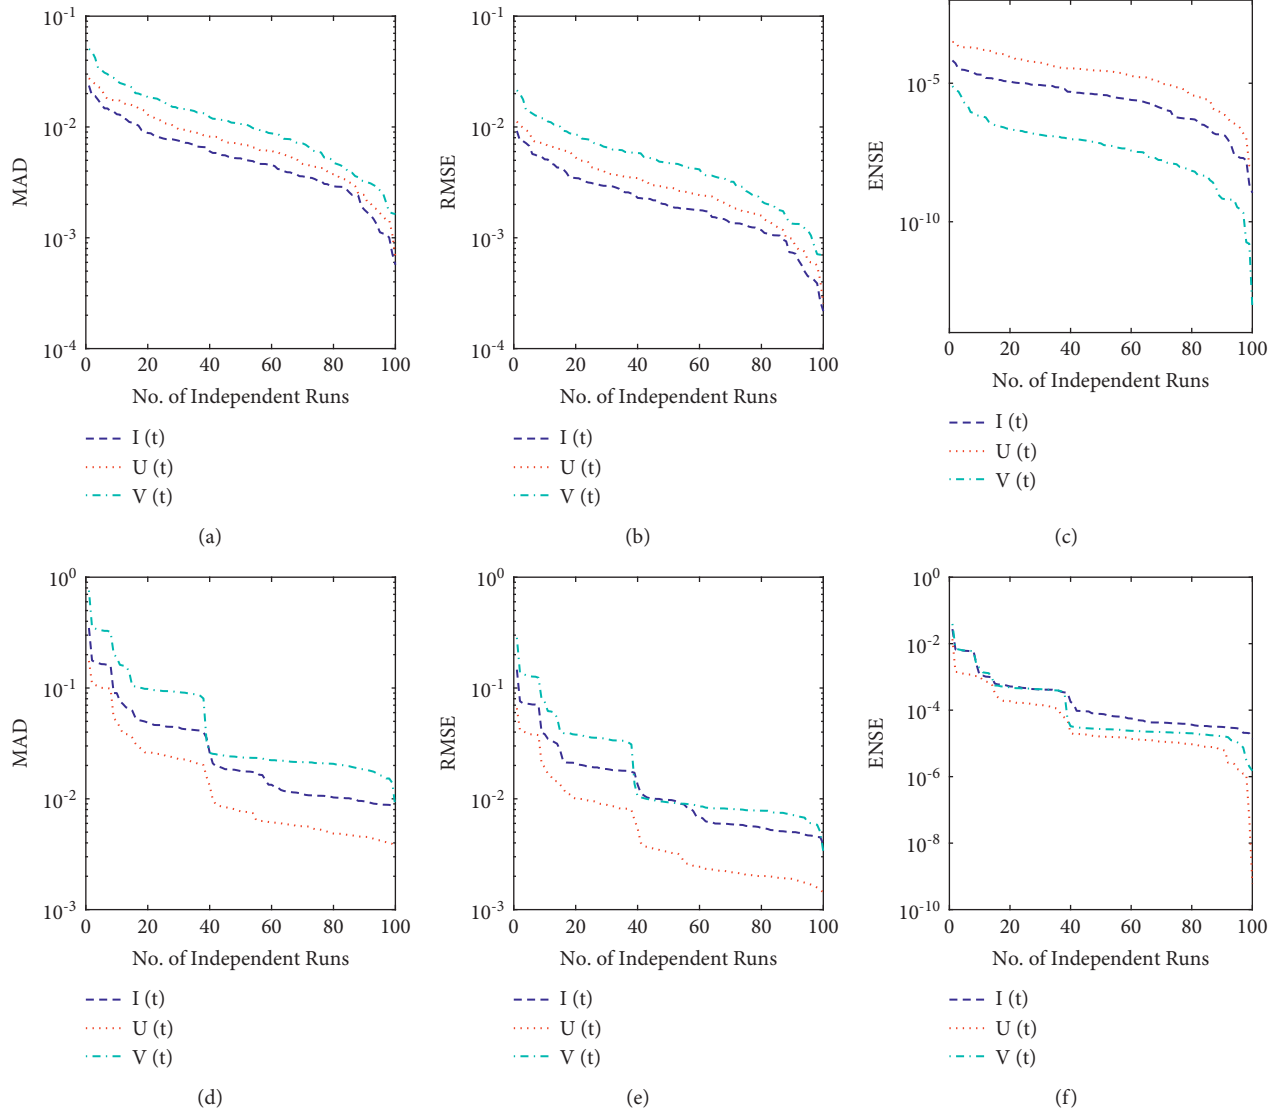 MAD
10^-1
10^-2
10^-3
10^-4
0 20 40 60 80 100
No. of Independent Runs
I (t)
U (t)
V (t)
(a)
RMSE
10^-1
10^-2
10^-3
10^-4
0 20 40 60 80 100
No. of Independent Runs
I (t)
U (t)
V (t)
(b)
ENSE
10^-5
10^-10
0 20 40 60 80 100
No. of Independent Runs
I (t)
U (t)
V (t)
(c)
MAD
10^0
10^-1
10^-2
10^-3
0 20 40 60 80 100
No. of Independent Runs
I (t)
U (t)
V (t)
(d)
RMSE
10^0
10^-1
10^-2
10^-3
0 20 40 60 80 100
No. of Independent Runs
I (t)
U (t)
V (t)
(e)
ENSE
10^0
10^-2
10^-4
10^-6
10^-8
10^-10
0 20 40 60 80 100
No. of Independent Runs
I (t)
U (t)
V (t)
(f)